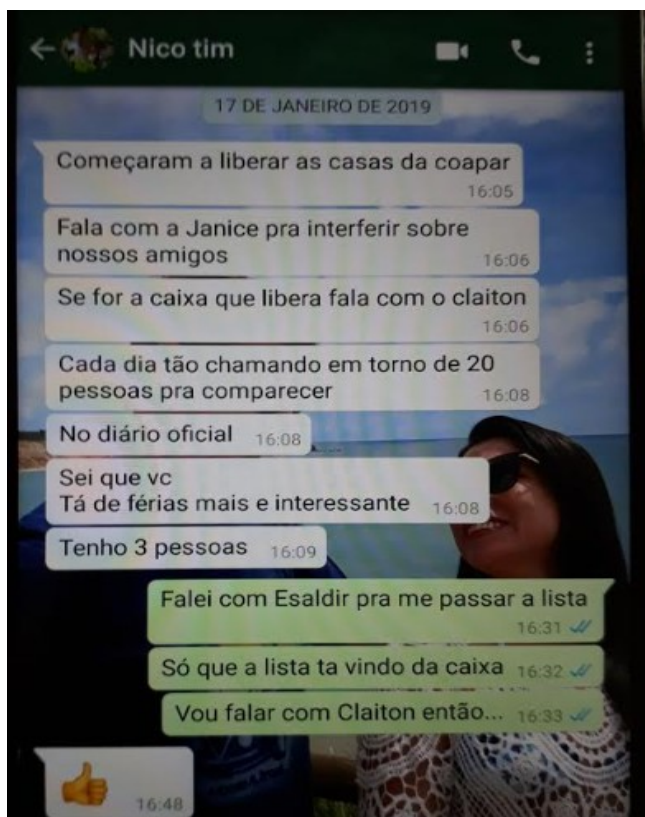 Nico tim
17 DE JANEIRO DE 2019
Começaram a liberar as casas da coapar
16:05
Fala com a Janice pra interferir sobre
nossos amigos
16:06
Se for a caixa que libera fala com o claiton
16:06
Cada dia tão chamando em torno de 20
pessoas pra comparecer
16:08
No diário oficial 16:08
Sei que vc
Tá de férias mais e interessante 16:08
Tenho 3 pessoas 16:09
Falei com Esaldir pra me passar a lista
16:31
Só que a lista ta vindo da caixa 16:32
Vou falar com Claiton então... 16:33
16:48